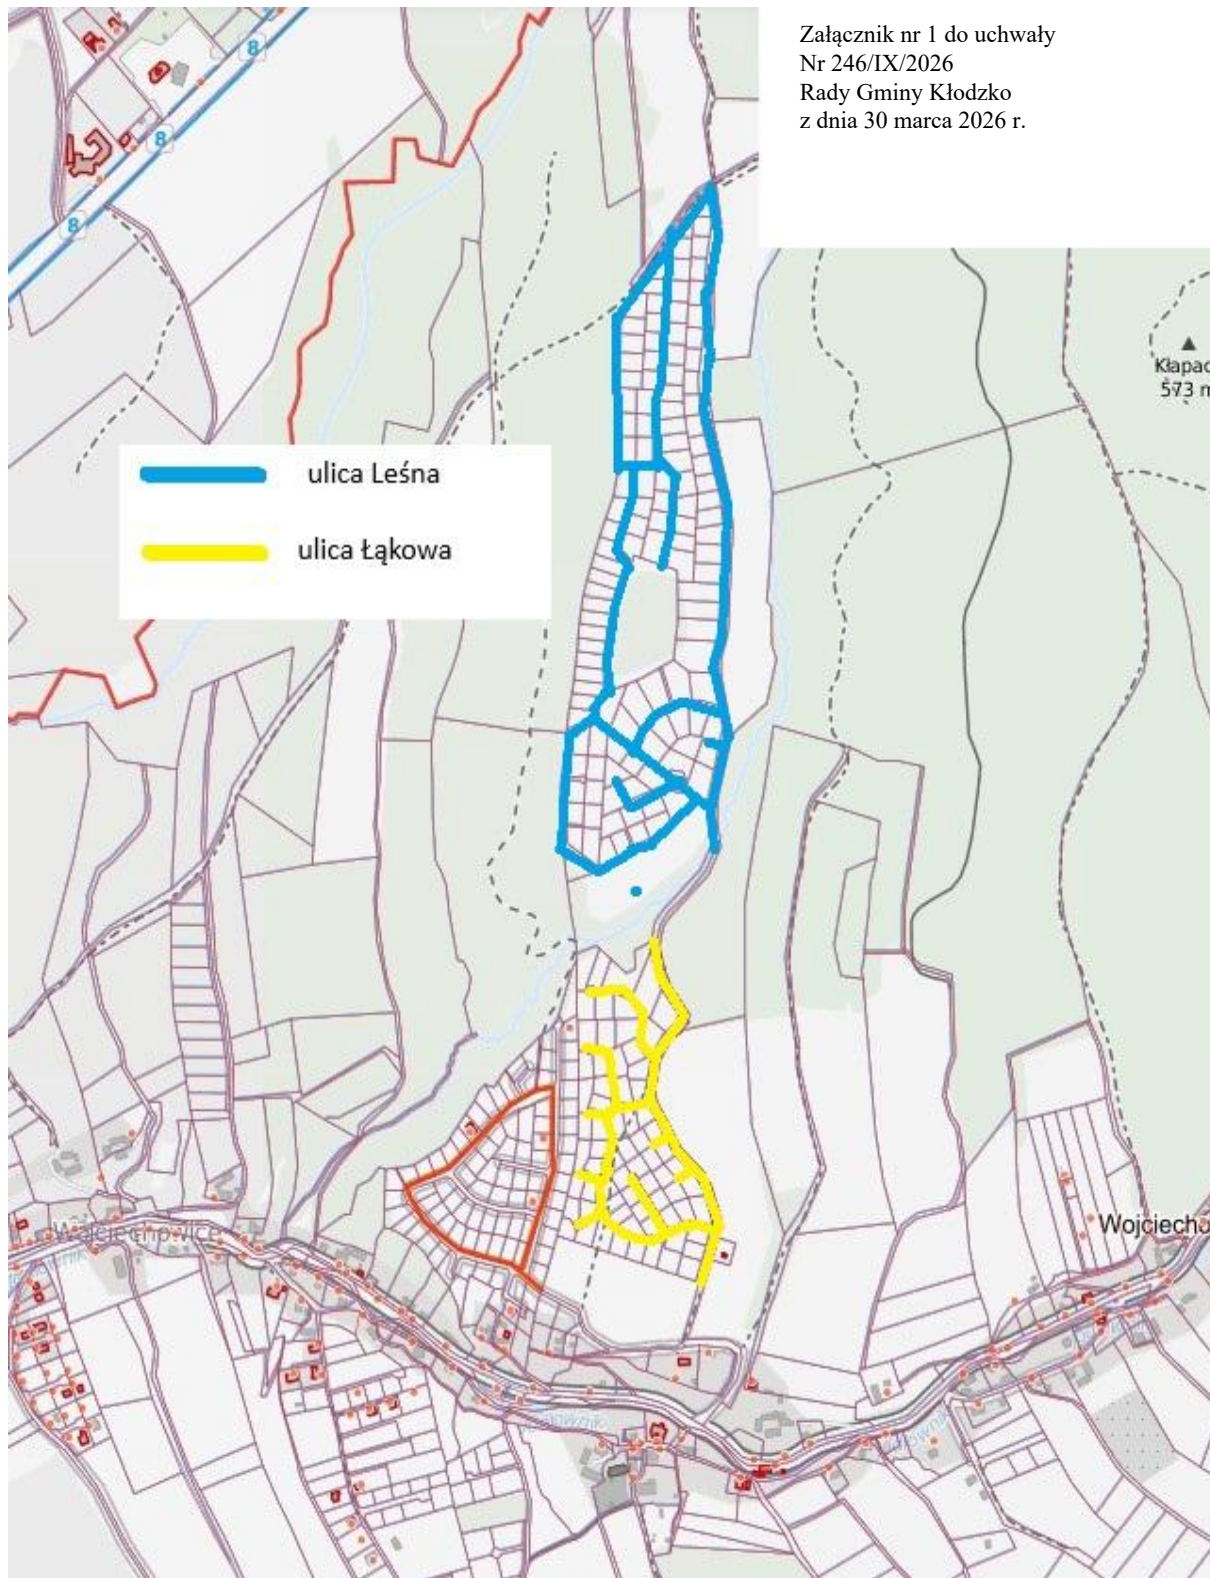 Załącznik nr 1 do uchwały
Nr 246/IX/2026
Rady Gminy Kłodzko
z dnia 30 marca 2026 r.
8
8
8
Kłapac
573 m
ulica Leśna
ulica Łąkowa
Wojciechowice
Wojciechu